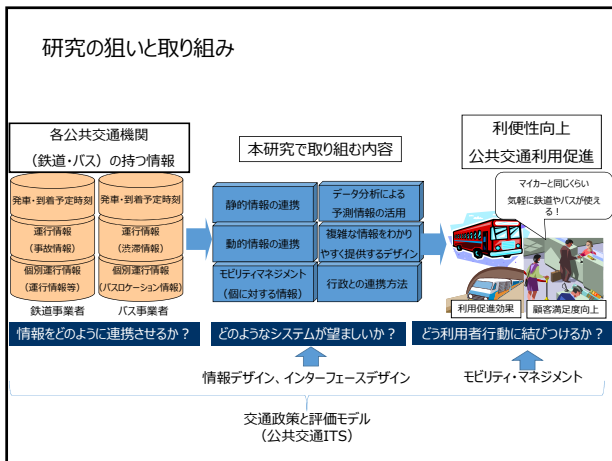 研究の狙いと取り組み
各公共交通機関
（鉄道・バス）の持つ情報
発車・到着予定時刻
運行情報
（事故情報）
個別運行情報
（運行情報等）
鉄道事業者
発車・到着予定時刻
運行情報
（渋滞情報）
個別運行情報
（バスロケーション情報）
バス事業者
本研究で取り組む内容
静的情報の連携
動的情報の連携
モビリティマネジメント
（個に対する情報）
データ分析による
予測情報の活用
複雑な情報をわかり
やすく提供するデザイン
行政との連携方法
利便性向上
公共交通利用促進
マイカーと同じくらい
気軽に鉄道やバスが使え
る！
利用促進効果
顧客満足度向上
情報をどのように連携させるか？
どのようなシステムが望ましいか？
どう利用者行動に結びつけるか？
情報デザイン、インターフェースデザイン
モビリティ・マネジメント
交通政策と評価モデル
（公共交通ITS）